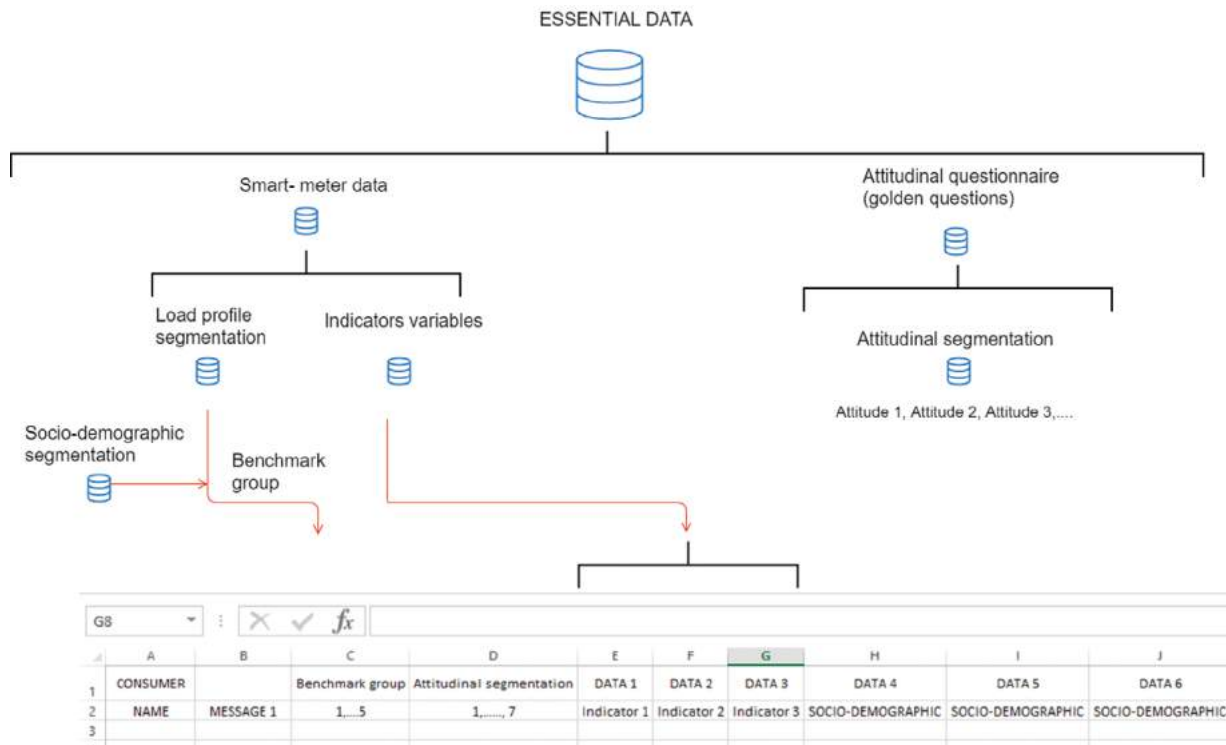 ESSENTIAL DATA
Smart- meter data
Attitudinal questionnaire
(golden questions)
Load profile
segmentation
Indicators variables
Attitudinal segmentation
Attitude 1, Attitude 2, Attitude 3,....
Socio-demographic
segmentation
Benchmark
group
G8 fx
A B C D E F G H I J
1 CONSUMER Benchmark group Attitudinal segmentation DATA 1 DATA 2 DATA 3 DATA 4 DATA 5 DATA 6
2 NAME MESSAGE 1 1,...5 1,......, 7 Indicator 1 Indicator 2 Indicator 3 SOCIO-DEMOGRAPHIC SOCIO-DEMOGRAPHIC SOCIO-DEMOGRAPHIC
3